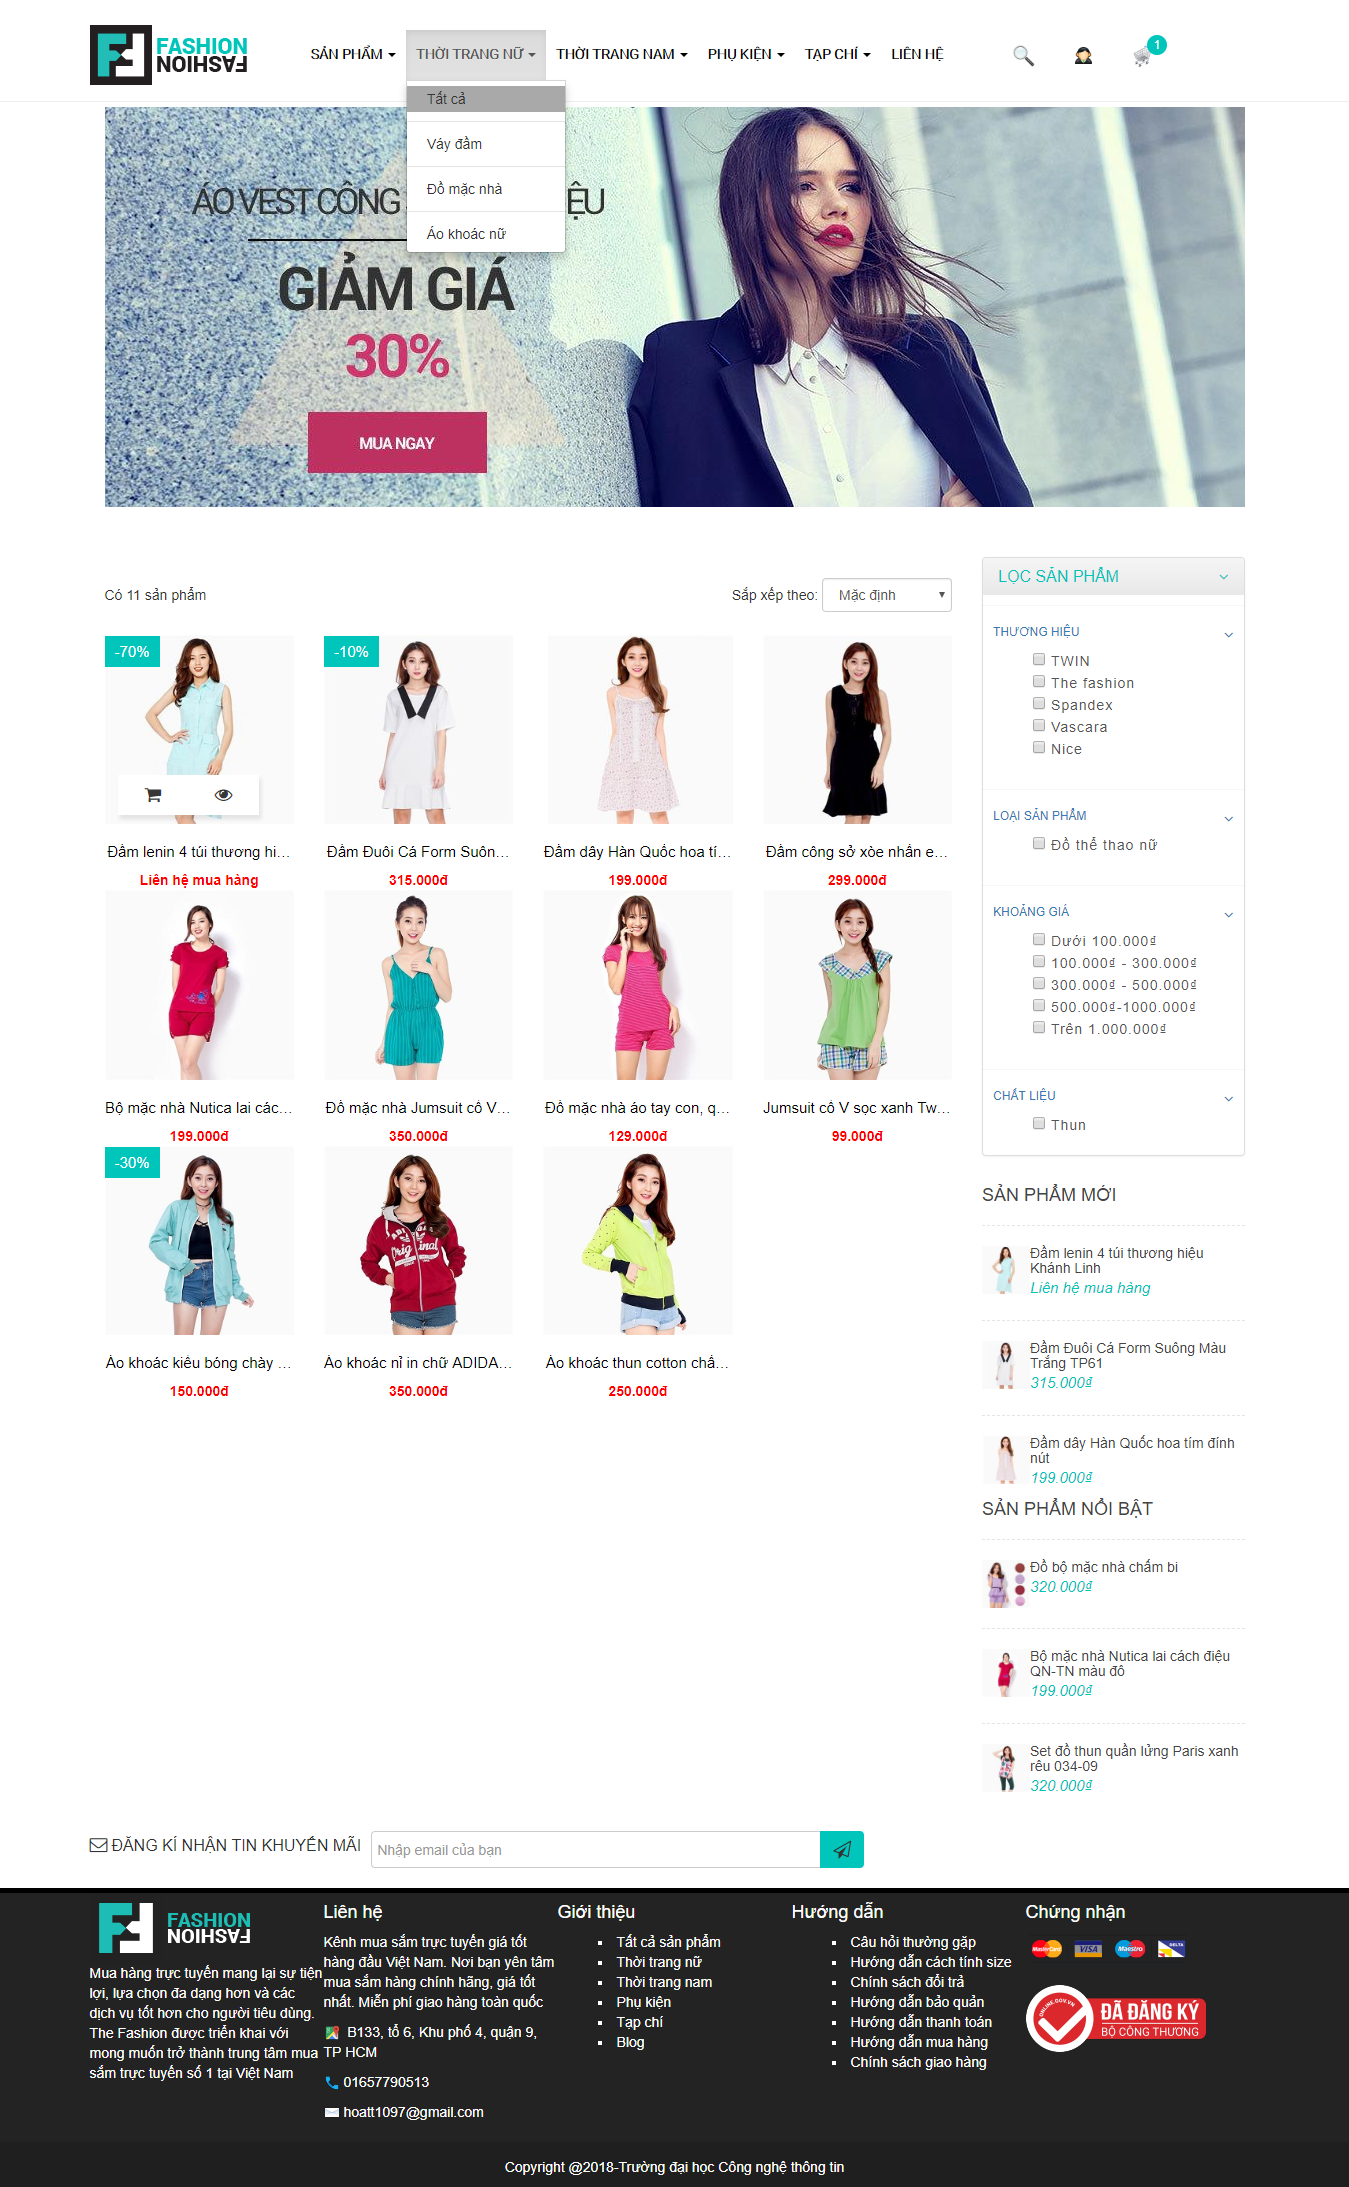 FASHION
FASHION
SẢN PHẨM
THỜI TRANG NỮ
THỜI TRANG NAM
PHỤ KIỆN
TẠP CHÍ
LIÊN HỆ
1
Tất cả
Váy đầm
Đồ mặc nhà
Áo khoác nữ
ÁO VEST CÔNG
ỆU
GIẢM GIÁ
30%
MUA NGAY
Có 11 sản phẩm
Sắp xếp theo: Mặc định
-70%
-10%
Đầm lenin 4 túi thương hi...
Đầm Đuôi Cá Form Suôn...
Đầm dây Hàn Quốc hoa tí...
Đầm công sở xòe nhấn e...
Liên hệ mua hàng
315.000đ
199.000đ
299.000đ
Bộ mặc nhà Nutica lai các...
Đồ mặc nhà Jumsuit cổ V...
Đồ mặc nhà áo tay con, q...
Jumsuit cổ V sọc xanh Tw...
199.000đ
350.000đ
129.000đ
99.000đ
-30%
Áo khoác kiểu bóng chày ...
Áo khoác nỉ in chữ ADIDA...
Áo khoác thun cotton chấ...
150.000đ
350.000đ
250.000đ
LỌC SẢN PHẨM
THƯƠNG HIỆU
TWIN
The fashion
Spandex
Vascara
Nice
LOẠI SẢN PHẨM
Đồ thể thao nữ
KHOẢNG GIÁ
Dưới 100.000₫
100.000₫ - 300.000₫
300.000₫ - 500.000₫
500.000₫-1000.000₫
Trên 1.000.000₫
CHẤT LIỆU
Thun
SẢN PHẨM MỚI
Đầm lenin 4 túi thương hiệu
Khánh Linh
Liên hệ mua hàng
Đầm Đuôi Cá Form Suông Màu
Trắng TP61
315.000₫
Đầm dây Hàn Quốc hoa tím đính
nút
199.000₫
SẢN PHẨM NỔI BẬT
Đồ bộ mặc nhà chấm bi
320.000₫
Bộ mặc nhà Nutica lai cách điệu
QN-TN màu đô
199.000₫
Set đồ thun quần lửng Paris xanh
rêu 034-09
320.000₫
ĐĂNG KÍ NHẬN TIN KHUYẾN MÃI
Nhập email của bạn
FASHION
FASHION
Mua hàng trực tuyến mang lại sự tiện
lợi, lựa chọn đa dạng hơn và các
dịch vụ tốt hơn cho người tiêu dùng.
The Fashion được triển khai với
mong muốn trở thành trung tâm mua
sắm trực tuyến số 1 tại Việt Nam
Liên hệ
Kênh mua sắm trực tuyến giá tốt
hàng đầu Việt Nam. Nơi bạn yên tâm
mua sắm hàng chính hãng, giá tốt
nhất. Miễn phí giao hàng toàn quốc
B133, tổ 6, Khu phố 4, quận 9,
TP HCM
01657790513
hoatt1097@gmail.com
Giới thiệu
Tất cả sản phẩm
Thời trang nữ
Thời trang nam
Phụ kiện
Tạp chí
Blog
Hướng dẫn
Câu hỏi thường gặp
Hướng dẫn cách tính size
Chính sách đổi trả
Hướng dẫn bảo quản
Hướng dẫn thanh toán
Hướng dẫn mua hàng
Chính sách giao hàng
Chứng nhận
MasterCard
VISA
Maestro
DELTA
ONLINE.GOV.VN
ĐÃ ĐĂNG KÝ
BỘ CÔNG THƯƠNG
Copyright @2018-Trường đại học Công nghệ thông tin